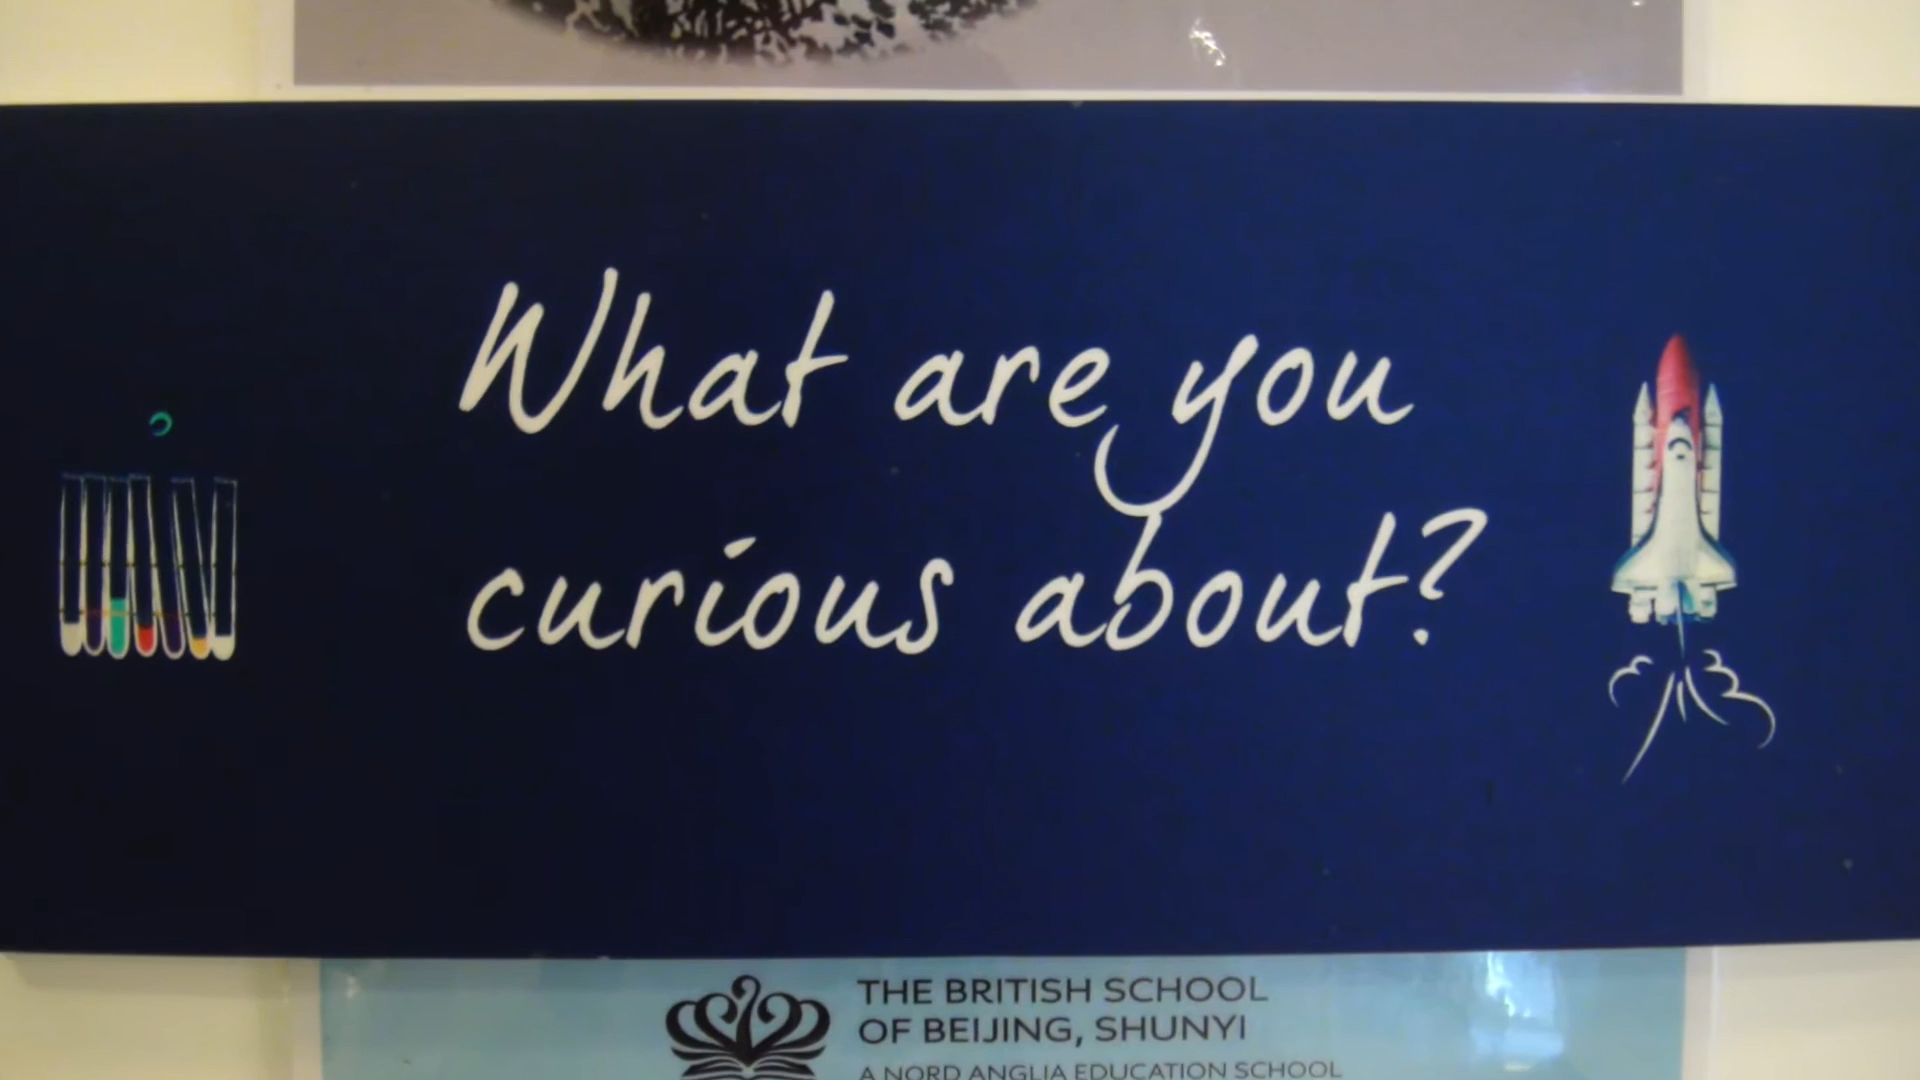 What are you
curious about?
THE BRITISH SCHOOL
OF BEIJING, SHUNYI
A NORD ANGLIA EDUCATION SCHOOL